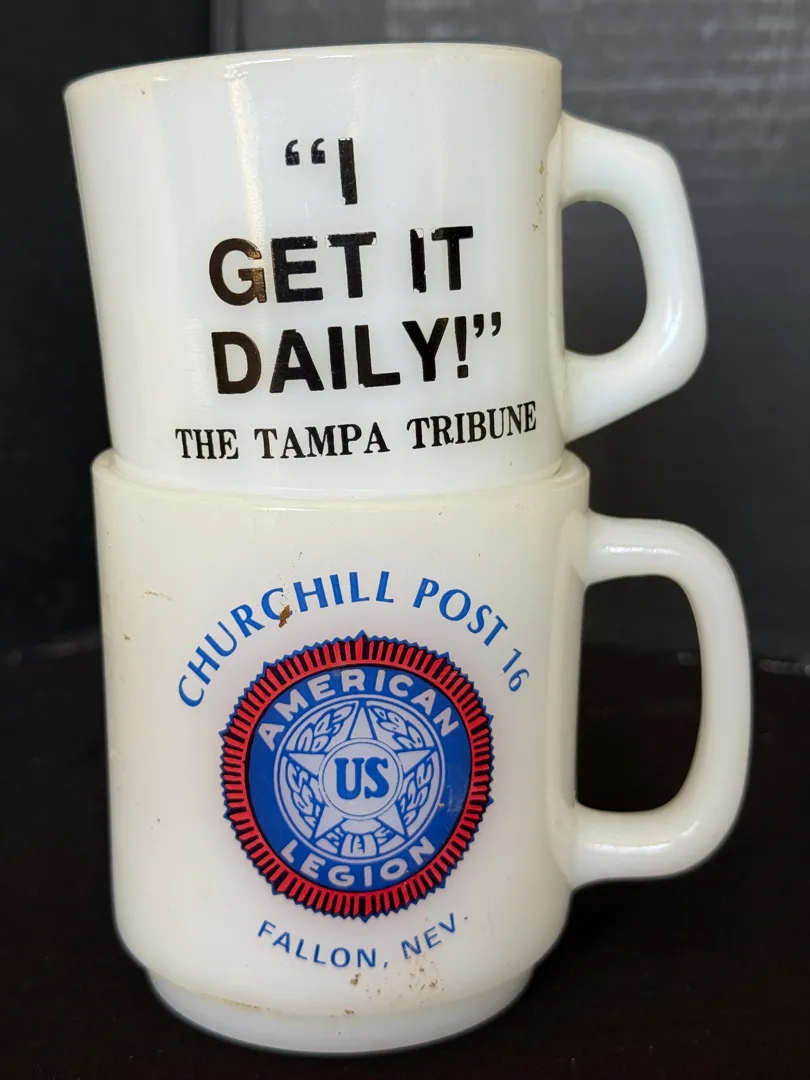 “I
GET IT
DAILY!”
THE TAMPA TRIBUNE
CHURCHILL POST 16
AMERICAN
US
LEGION
FALLON, NEV.